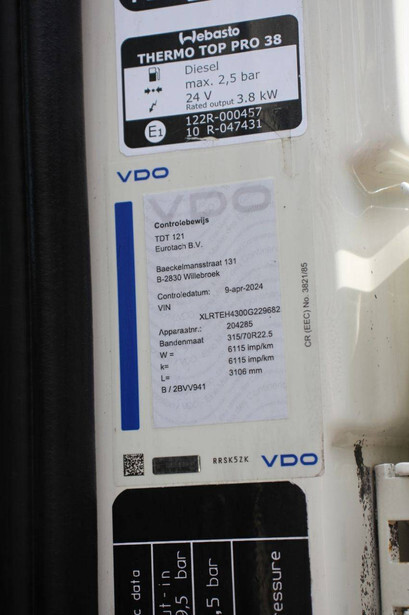 Webasto
THERMO TOP PRO 38
Diesel
max. 2,5 bar
24 V Rated output 3.8 kW
E1
122R-000457
10 R-047431
VDO
VDO
Controlebewijs
TDT 121
Eurotach B.V.
Baeckelmansstraat 131
B-2830 Willebroek
Controledatum: 9-apr-2024
VIN
XLRTEH4300G229682
Apparaatnr.: 204285
Bandenmaat 315/70R22.5
W = 6115 imp/km
k= 6115 imp/km
L= 3106 mm
B / 2BVV941
CR (EEC) No. 3821/85
RRSK52K VDO
data
9,5 bar
,5 bar
essure